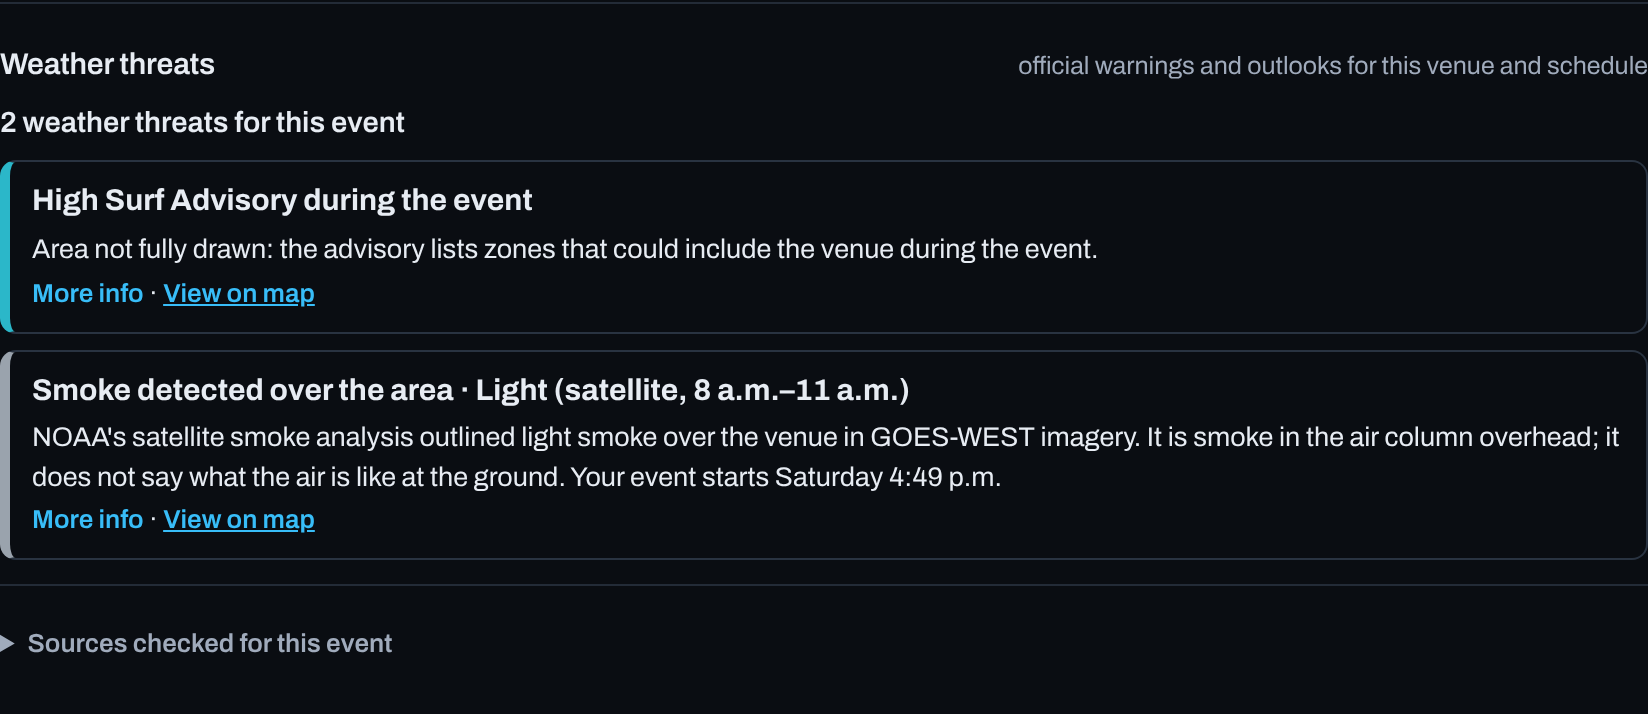 Weather threats
official warnings and outlooks for this venue and schedule
2 weather threats for this event
High Surf Advisory during the event
Area not fully drawn: the advisory lists zones that could include the venue during the event.
More info · View on map
Smoke detected over the area · Light (satellite, 8 a.m.–11 a.m.)
NOAA's satellite smoke analysis outlined light smoke over the venue in GOES-WEST imagery. It is smoke in the air column overhead; it
does not say what the air is like at the ground. Your event starts Saturday 4:49 p.m.
More info · View on map
Sources checked for this event